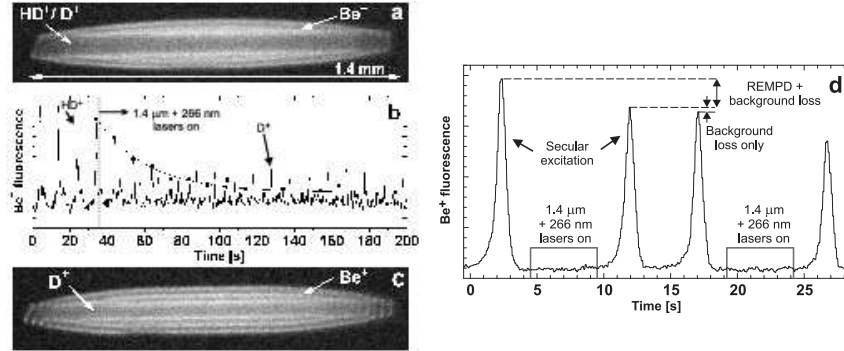 HD⁺/ D⁺
Be⁺
a
1.4 mm
b
HD⁺
1.4 µm + 266 nm
lasers on
D⁺
Be⁺ fluorescence
0 20 40 60 80 100 120 140 160 180 200
Time [s]
D⁺
Be⁺
c
d
REMPD +
background loss
Background
loss only
Secular
excitation
1.4 µm
+ 266 nm
lasers on
1.4 µm
+ 266 nm
lasers on
Be⁺ fluorescence
0 5 10 15 20 25
Time [s]